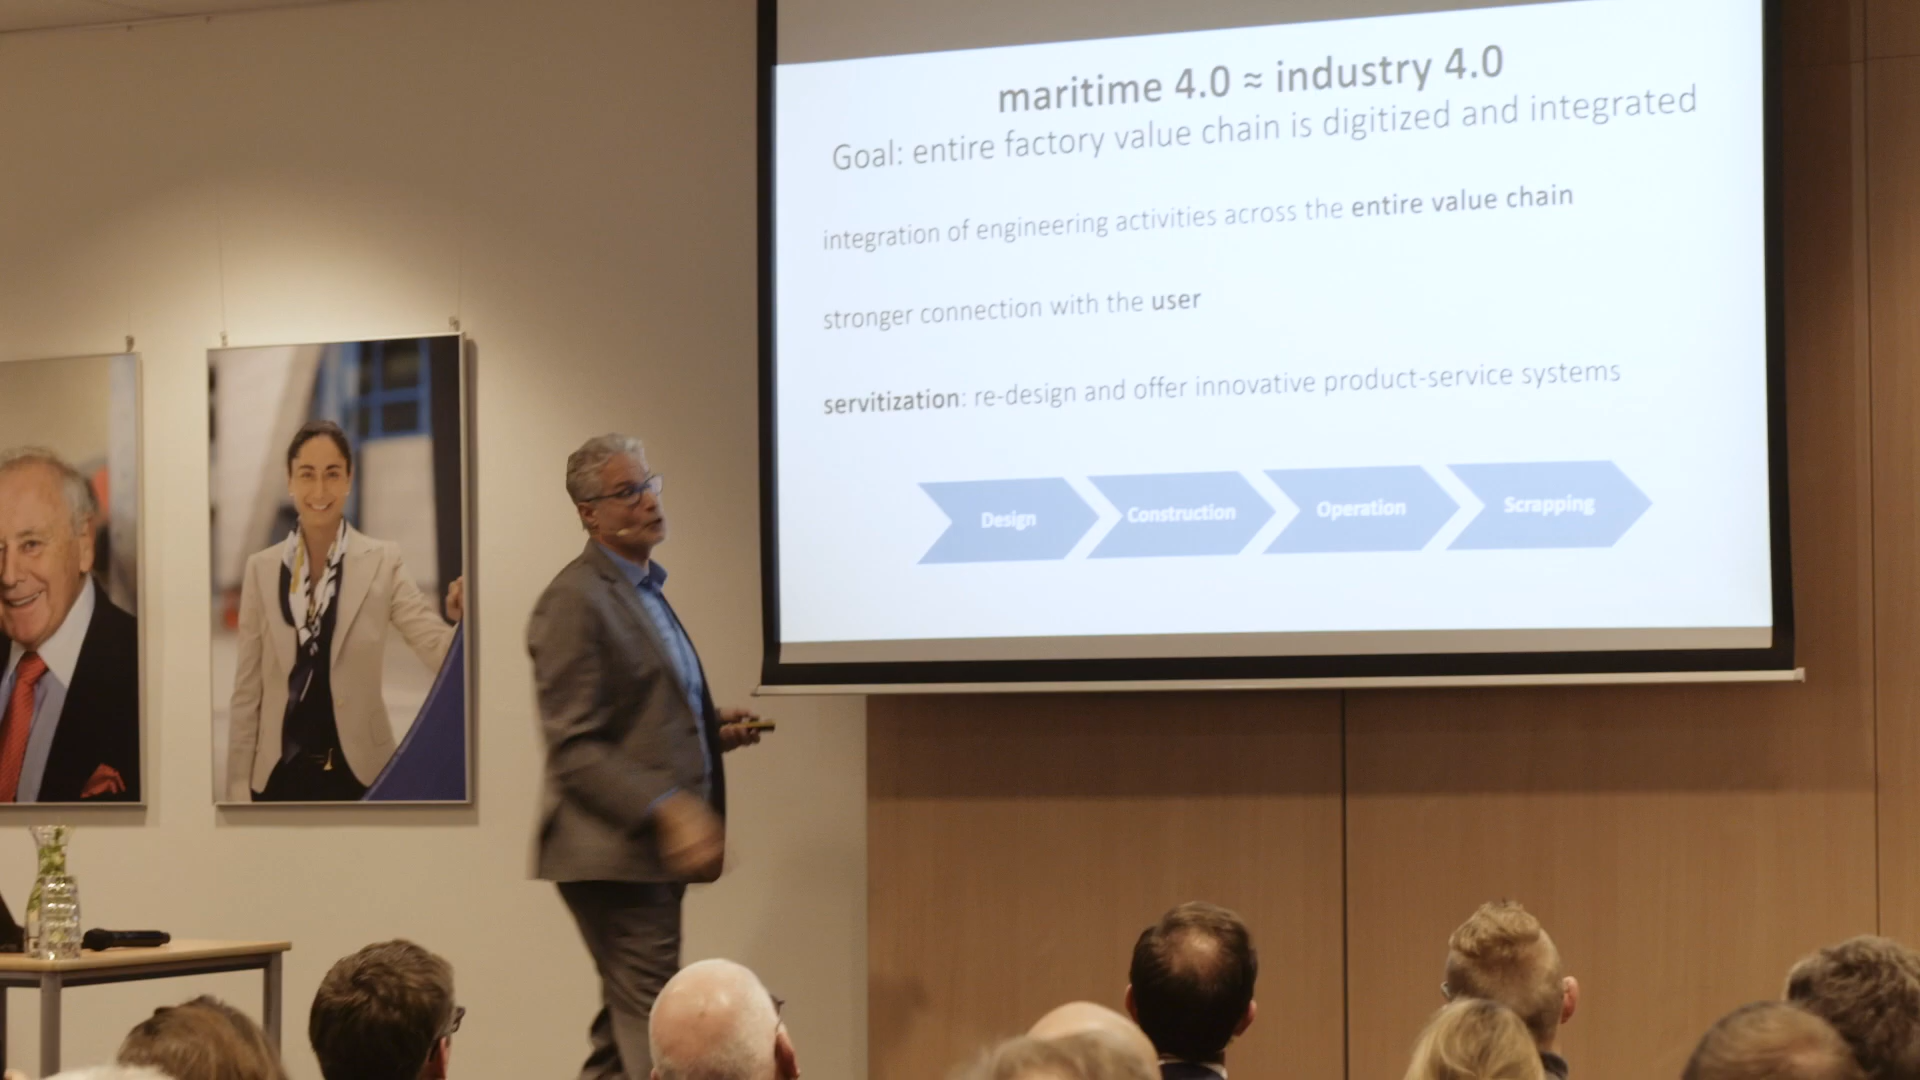 maritime 4.0 ≈ industry 4.0
Goal: entire factory value chain is digitized and integrated
integration of engineering activities across the entire value chain
stronger connection with the user
servitization: re-design and offer innovative product-service systems
Design
Construction
Operation
Scrapping